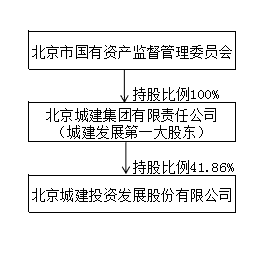 北京市国有资产监督管理委员会
持股比例100%
北京城建集团有限责任公司
（城建发展第一大股东）
持股比例41.86%
北京城建投资发展股份有限公司